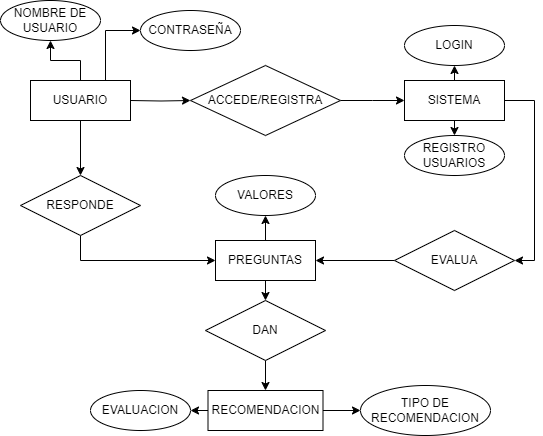 NOMBRE DE
USUARIO
CONTRASEÑA
LOGIN
USUARIO
ACCEDE/REGISTRA
SISTEMA
REGISTRO
USUARIOS
RESPONDE
VALORES
PREGUNTAS
EVALUA
DAN
EVALUACION
RECOMENDACION
TIPO DE
RECOMENDACION